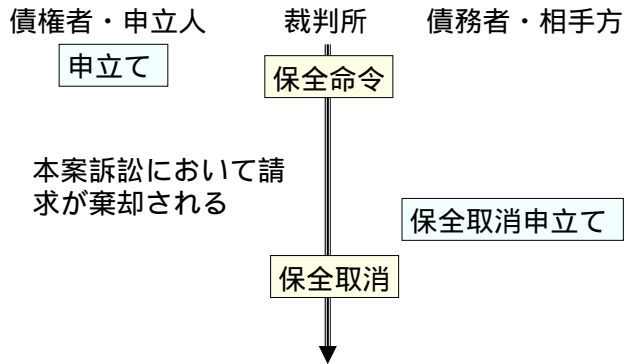 債権者・申立人 裁判所 債務者・相手方
申立て
保全命令
本案訴訟において請
求が棄却される
保全取消申立て
保全取消